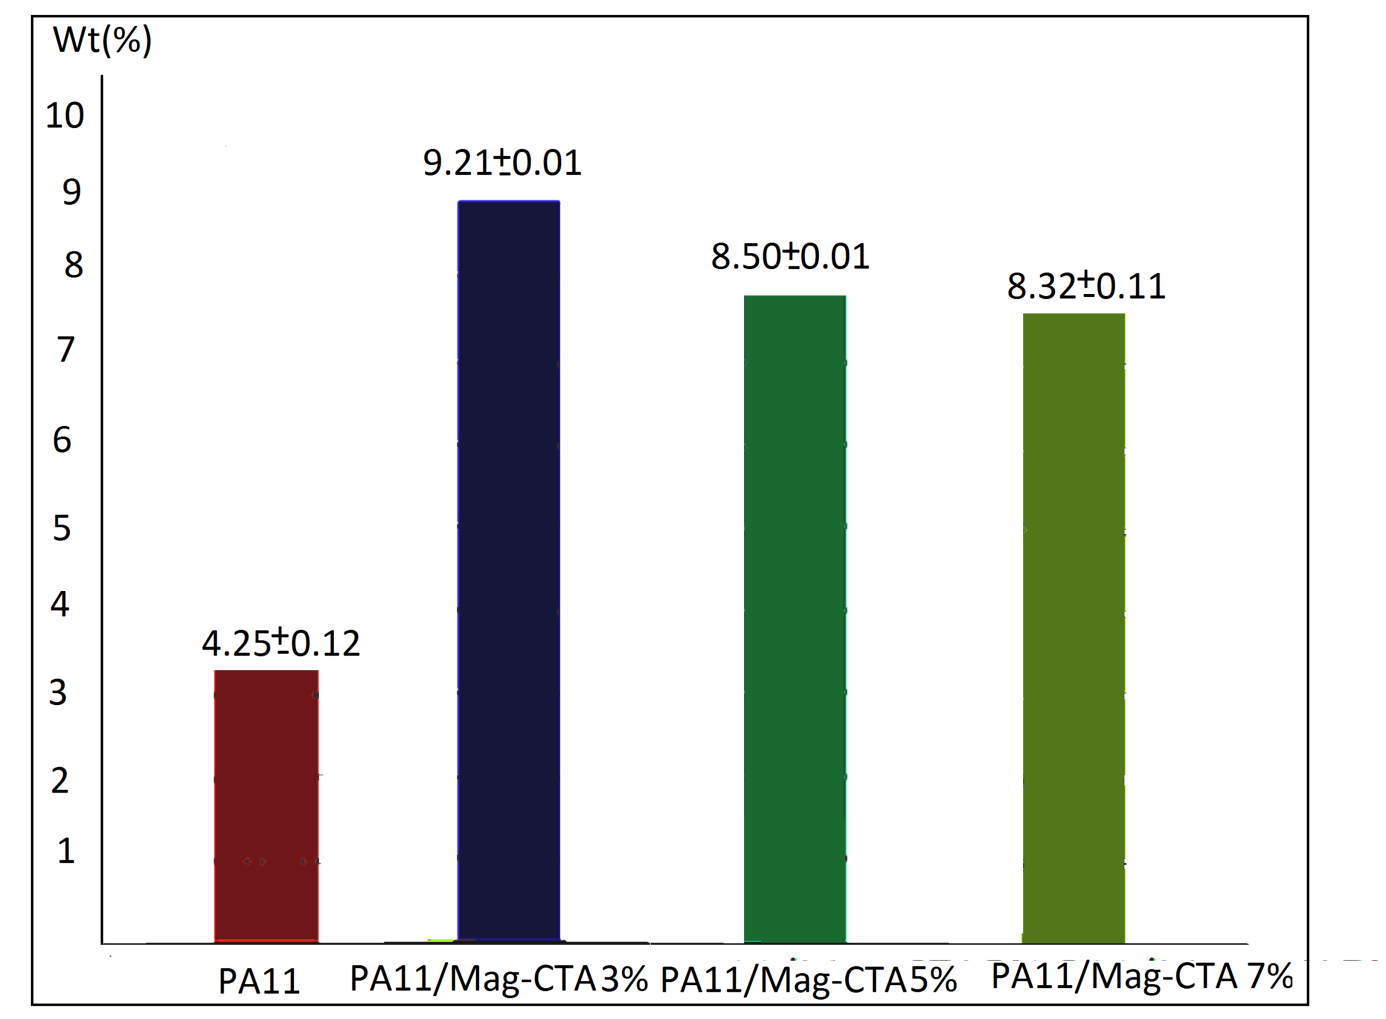 Wt(%)
10
9.21±0.01
9
8.50±0.01
8
8.32±0.11
7
6
5
4
4.25±0.12
3
2
1
PA11
PA11/Mag-CTA3%
PA11/Mag-CTA5%
PA11/Mag-CTA 7%